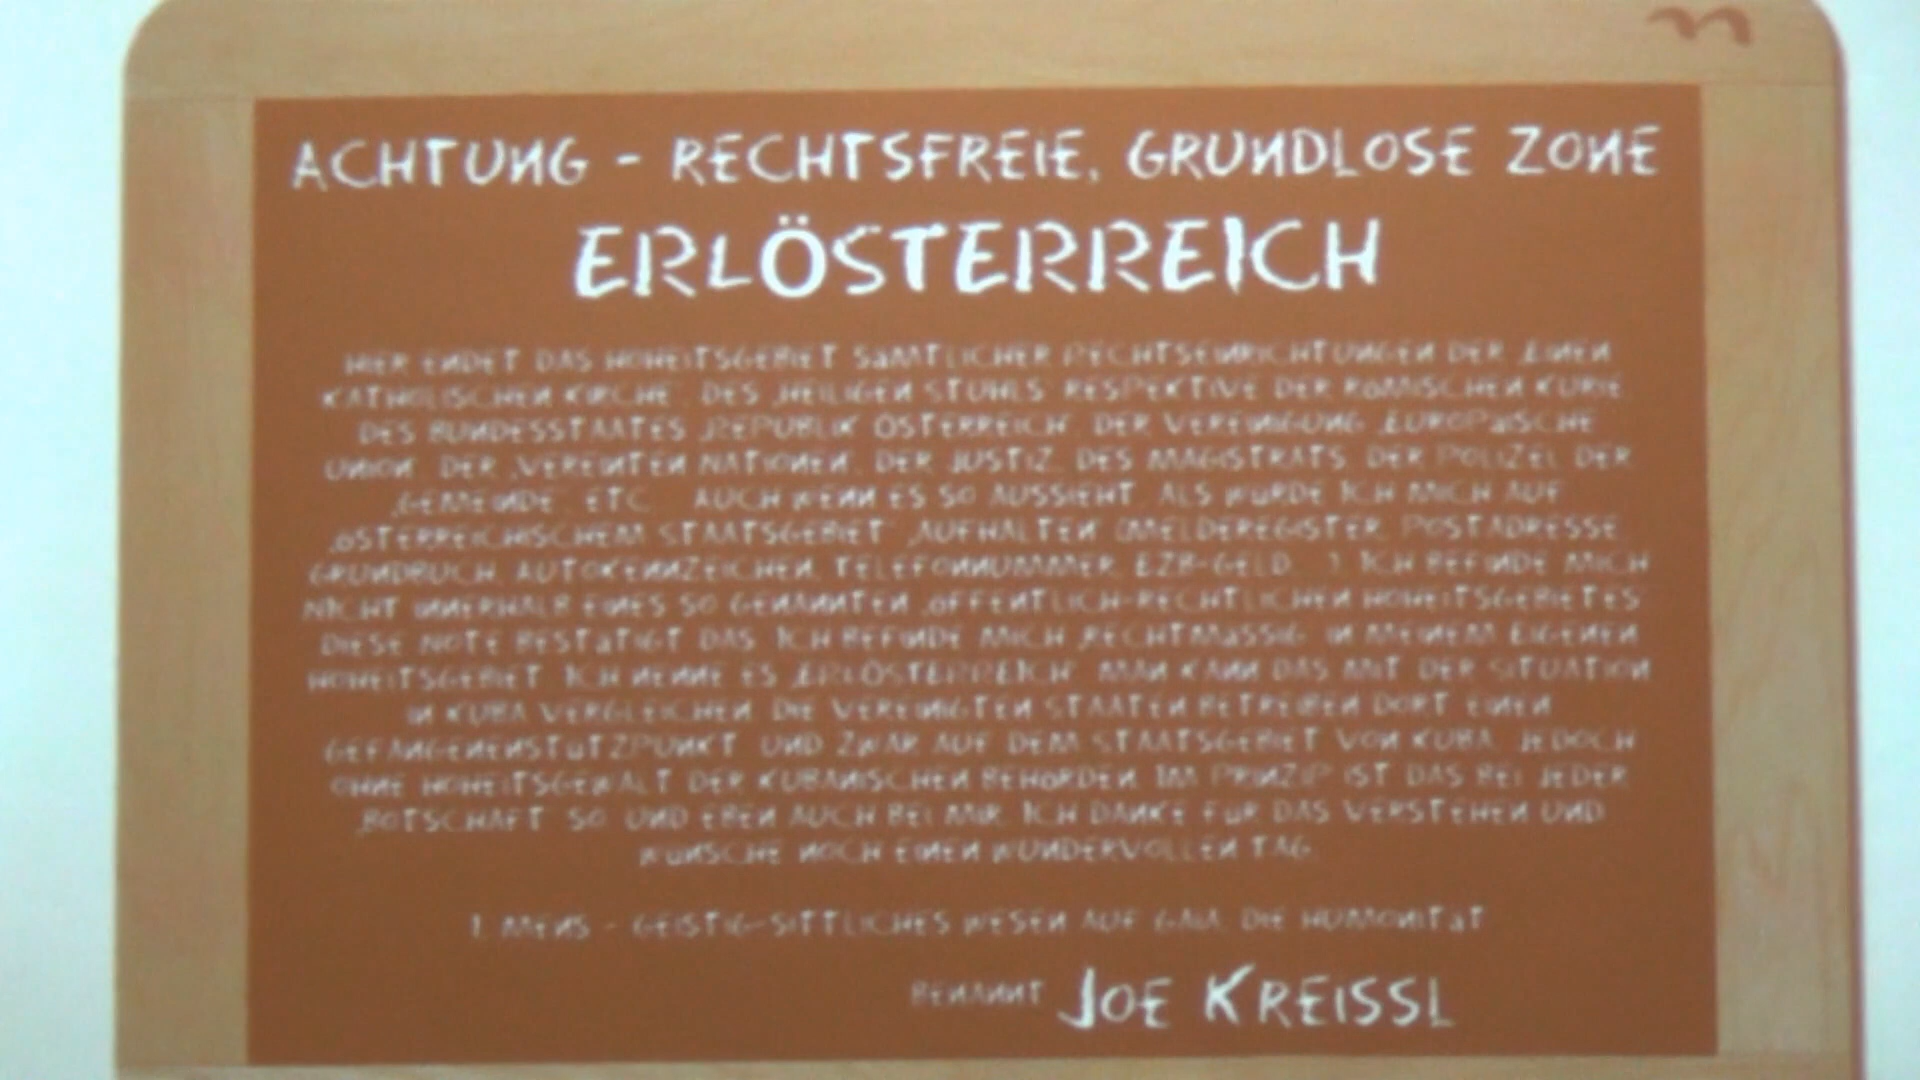 ACHTUNG - RECHTSFREIE, GRUNDLOSE ZONE
ERLÖSTERREICH
HIER ENDET DAS HOHEITSGEBIET SÄMTLICHER RECHTSEINRICHTUNGEN DER „EINEN
KATHOLISCHEN KIRCHE“, DES „HEILIGEN STUHLS“ RESPEKTIVE DER RÖMISCHEN KURIE,
DES BUNDESSTAATES „REPUBLIK ÖSTERREICH“, DER VEREINIGUNG „EUROPÄISCHE
UNION“, DER „VEREINTEN NATIONEN“, DER JUSTIZ, DES MAGISTRATS, DER POLIZEI, DER
„GEMEINDE“, ETC. AUCH WENN ES SO AUSSIEHT, ALS WÜRDE ICH MICH AUF
„ÖSTERREICHISCHEM STAATSGEBIET“ „AUFHALTEN“ (MELDEREGISTER, POSTADRESSE,
GRUNDBUCH, AUTOKENNZEICHEN, TELEFONNUMMER, EZB-GELD...): ICH BEFINDE MICH
NICHT INNERHALB EINES SO GENANNTEN „ÖFFENTLICH-RECHTLICHEN HOHEITSGEBIETES“
DIESE NOTE BESTÄTIGT DAS. ICH BEFINDE MICH „RECHTMÄSSIG“ IN MEINEM EIGENEN
HOHEITSGEBIET. ICH NENNE ES „ERLÖSTERREICH“. MAN KANN DAS MIT DER SITUATION
IN KUBA VERGLEICHEN. DIE VEREINIGTEN STAATEN BETREIBEN DORT EINEN
GEFANGENENSTÜTZPUNKT, UND ZWAR AUF DEM STAATSGEBIET VON KUBA, JEDOCH
OHNE HOHEITSGEWALT DER KUBANISCHEN BEHÖRDEN. IM PRINZIP IST DAS BEI JEDER
„BOTSCHAFT“ SO. UND EBEN AUCH BEI MIR. ICH DANKE FÜR DAS VERSTEHEN UND
WÜNSCHE NOCH EINEN WUNDERVOLLEN TAG.
I. MENS - GEISTIG-SITTLICHES WESEN AUF GAIA, DIE HUMONITÄT
BENANNT JOE KREISSL